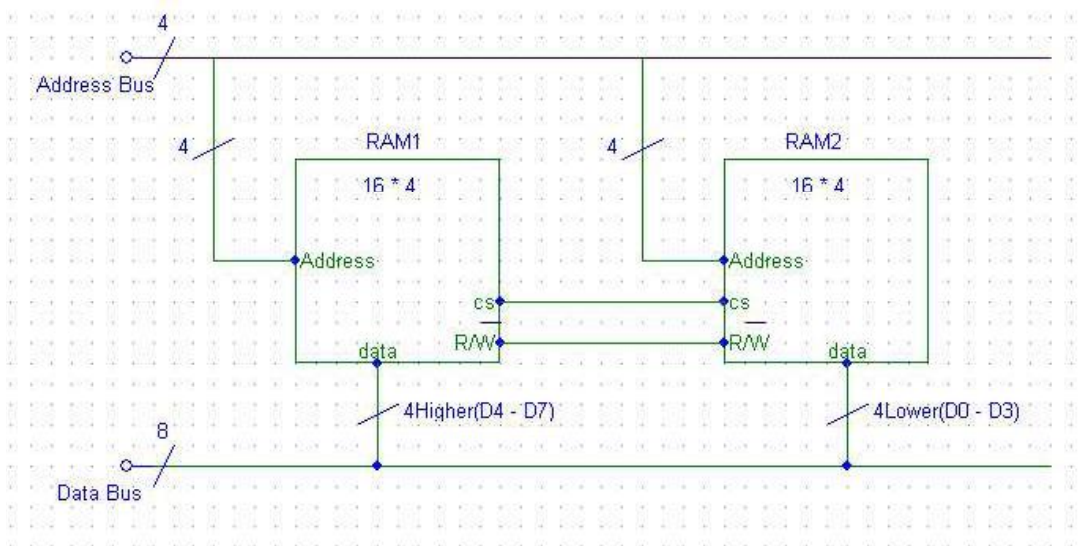 4
Address Bus
4
RAM1
4
RAM2
16 * 4
16 * 4
Address
Address
cs
cs
R/W
R/W
data
data
4Higher(D4 - D7)
4Lower(D0 - D3)
8
Data Bus